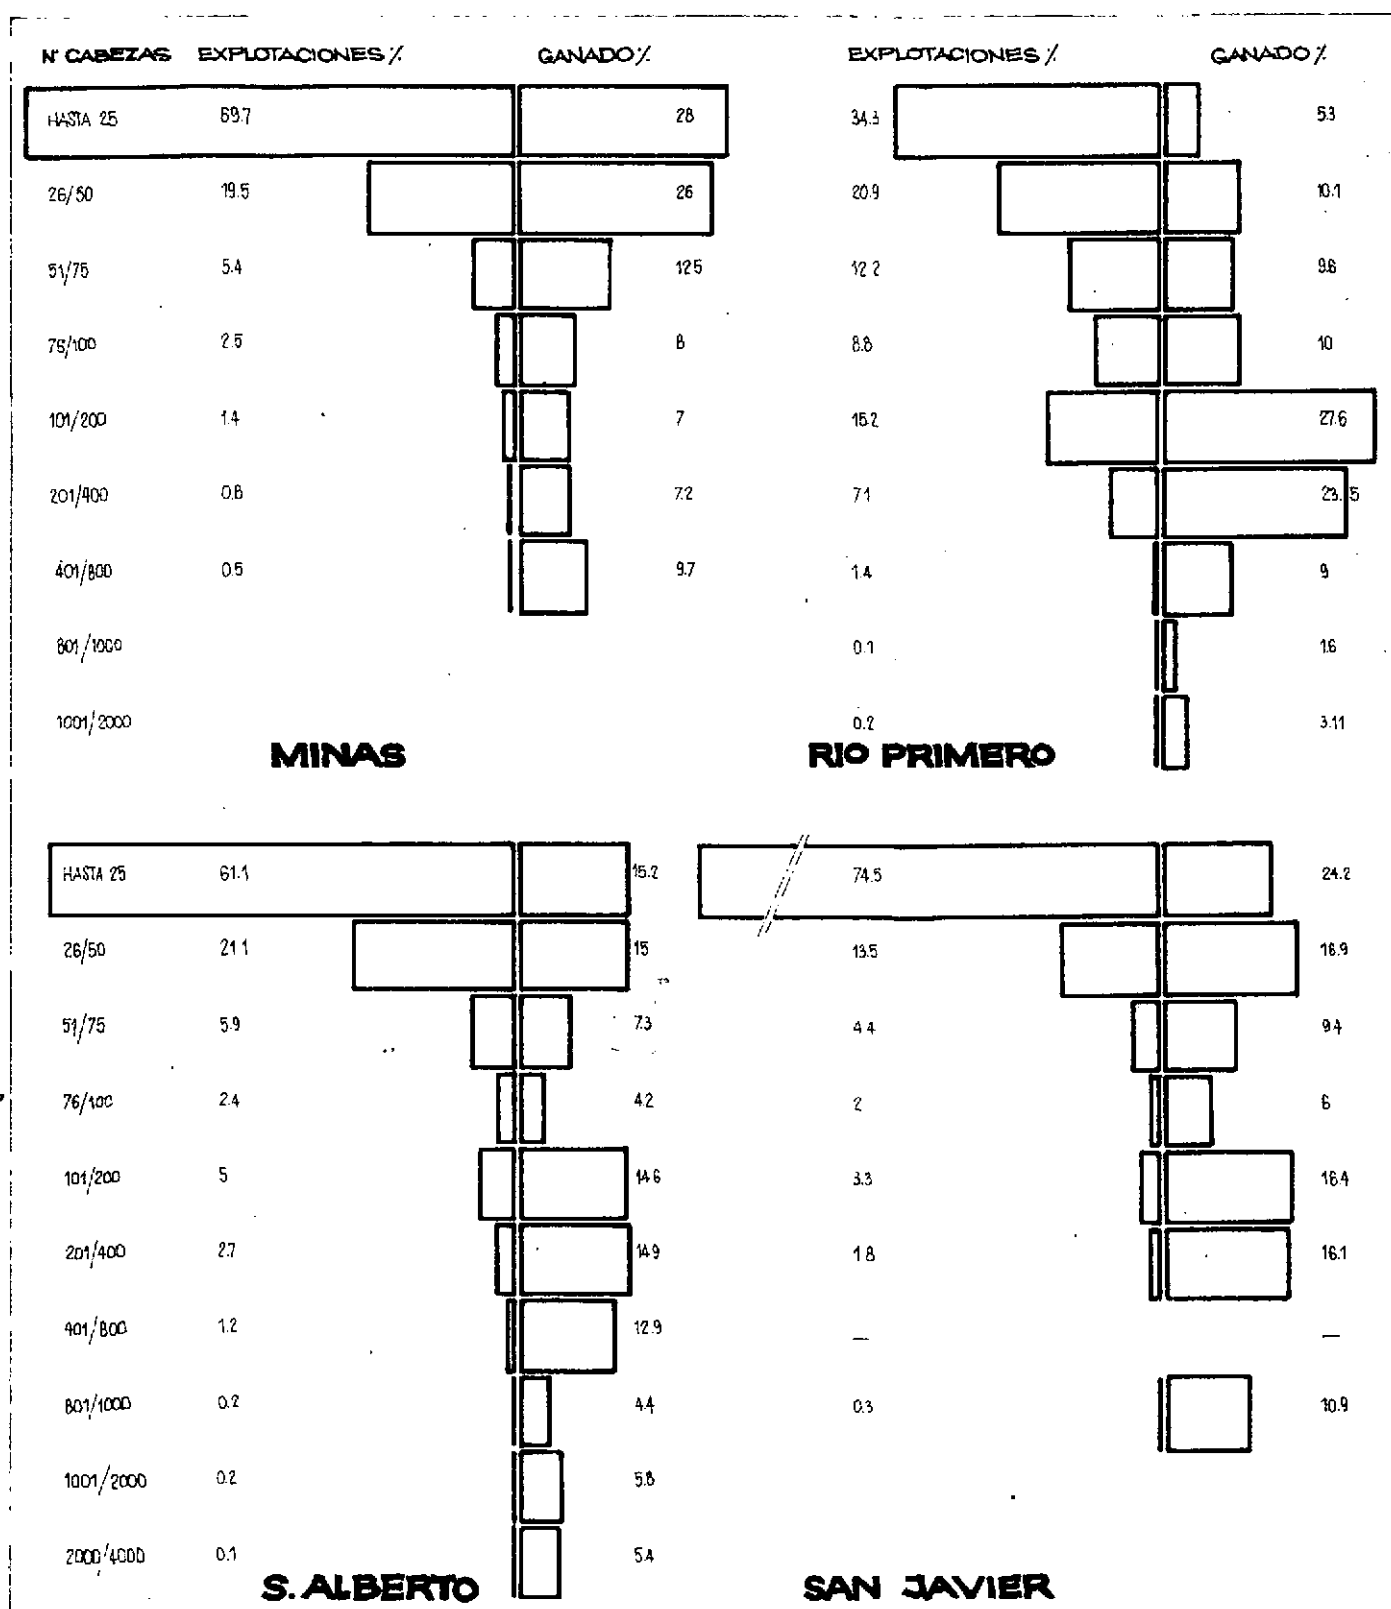 Nº CABEZAS EXPLOTACIONES % GANADO % EXPLOTACIONES % GANADO %
HASTA 25 69.7 28 34.3 5.3
26/50 19.5 26 20.9 10.1
51/75 5.4 12.5 12.2 9.6
76/100 2.5 8 8.8 10
101/200 1.4 7 15.2 27.6
201/400 0.8 7.2 7.1 23.75
401/800 0.5 9.7 1.4 9
801/1000 0.1 1.6
1001/2000 0.2 3.11
MINAS RIO PRIMERO
HASTA 25 61.1 15.2 74.5 24.2
26/50 21.1 15 13.5 16.9
51/75 5.9 7.3 4.4 9.4
76/100 2.4 4.2 2 6
101/200 5 14.6 3.3 16.4
201/400 2.7 14.9 1.8 16.1
401/800 1.2 12.9 — —
801/1000 0.2 4.4 0.3 10.9
1001/2000 0.2 5.8
2000/4000 0.1 5.4
S. ALBERTO SAN JAVIER